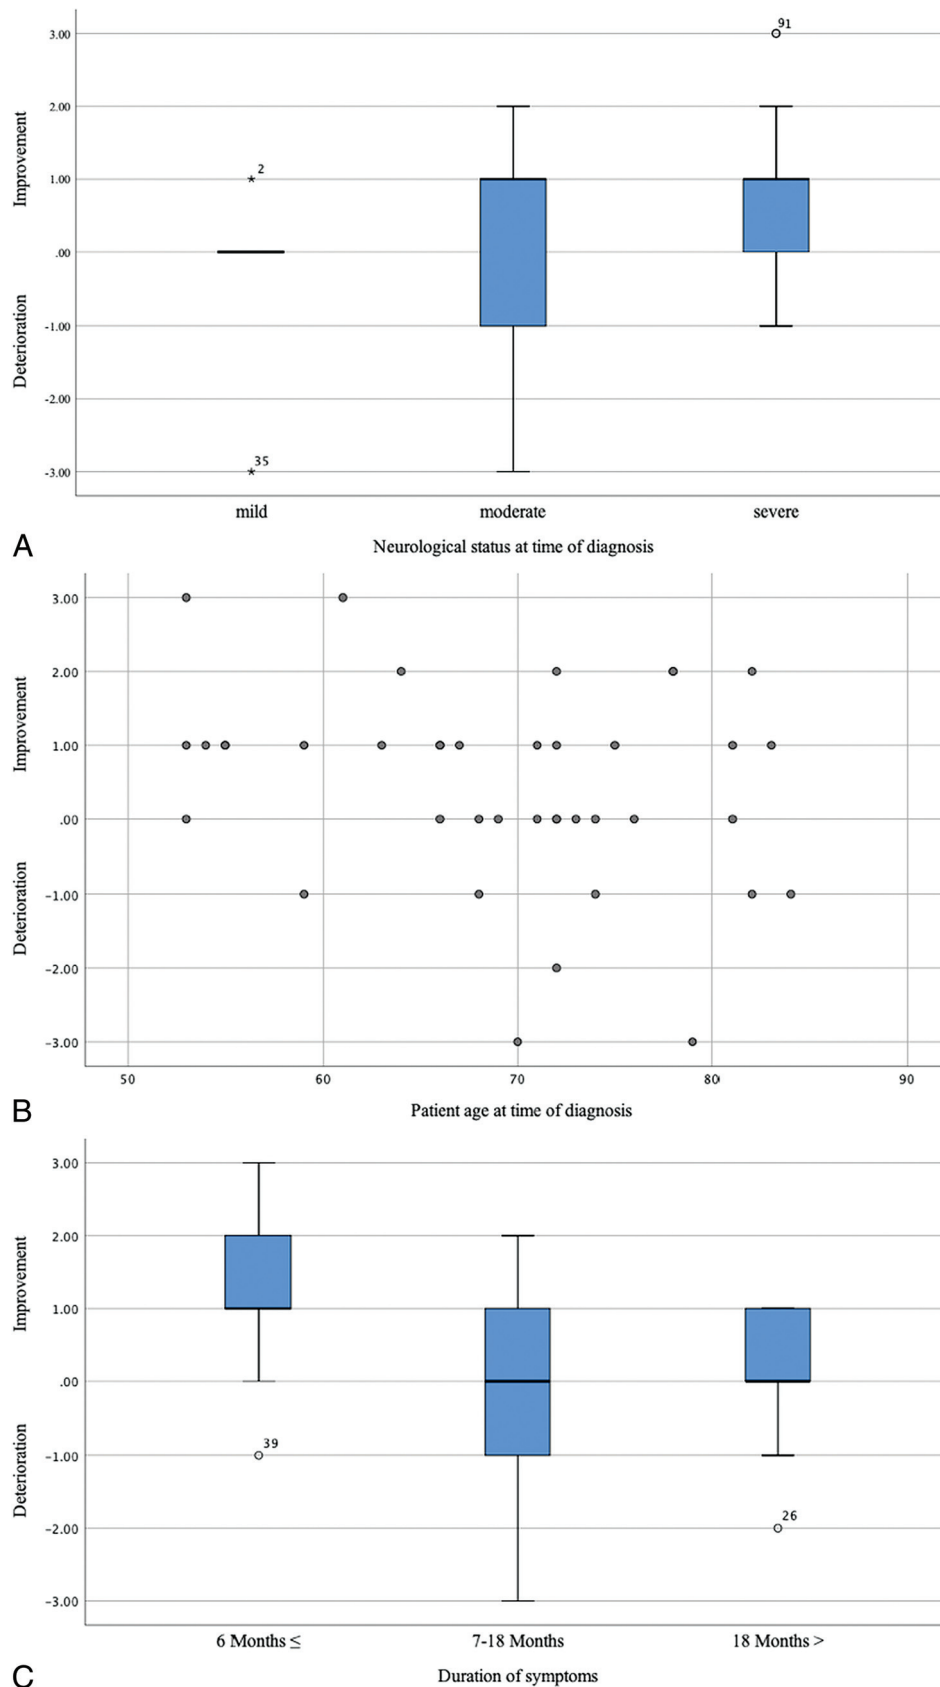 3.00
91
2.00
1.00
2
.00
-1.00
-2.00
-3.00
35
Improvement
Deterioration
mild moderate severe
A
Neurological status at time of diagnosis
3.00
2.00
1.00
.00
-1.00
-2.00
-3.00
Improvement
Deterioration
50 60 70 80 90
B
Patient age at time of diagnosis
3.00
2.00
1.00
.00
-1.00
39
-2.00
26
-3.00
Improvement
Deterioration
6 Months ≤ 7-18 Months 18 Months >
C
Duration of symptoms